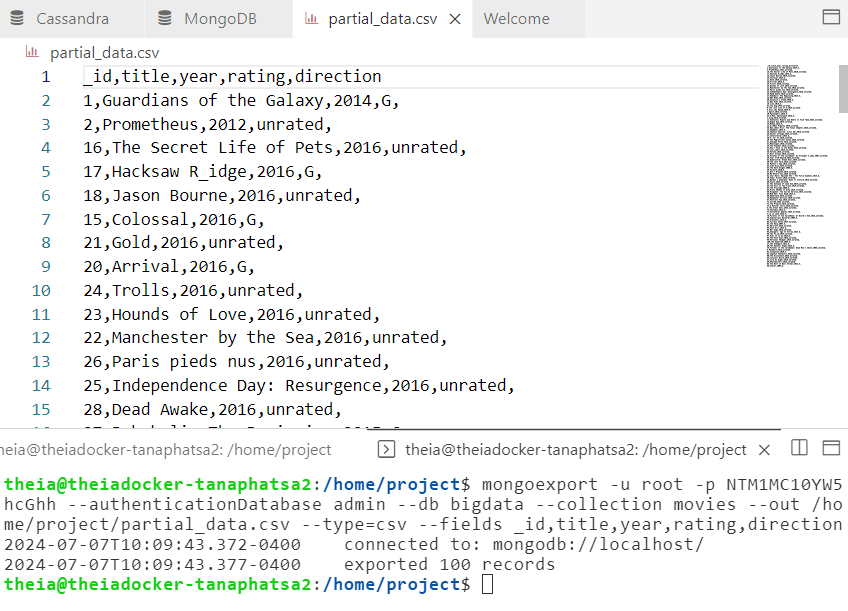 Cassandra MongoDB partial_data.csv Welcome
partial_data.csv
1 _id,title,year,rating,direction
2 1,Guardians of the Galaxy,2014,G,
3 2,Prometheus,2012,unrated,
4 16,The Secret Life of Pets,2016,unrated,
5 17,Hacksaw R_idge,2016,G,
6 18,Jason Bourne,2016,unrated,
7 15,Colossal,2016,G,
8 21,Gold,2016,unrated,
9 20,Arrival,2016,G,
10 24,Trolls,2016,unrated,
11 23,Hounds of Love,2016,unrated,
12 22,Manchester by the Sea,2016,unrated,
13 26,Paris pieds nus,2016,unrated,
14 25,Independence Day: Resurgence,2016,unrated,
15 28,Dead Awake,2016,unrated,
heia@theiadocker-tanaphatsa2: /home/project theia@theiadocker-tanaphatsa2: /home/project
theia@theiadocker-tanaphatsa2:/home/project$ mongoexport -u root -p NTM1MC10YW5
hcGhh --authenticationDatabase admin --db bigdata --collection movies --out /ho
me/project/partial_data.csv --type=csv --fields _id,title,year,rating,direction
2024-07-07T10:09:43.372-0400 connected to: mongodb://localhost/
2024-07-07T10:09:43.377-0400 exported 100 records
theia@theiadocker-tanaphatsa2:/home/project$